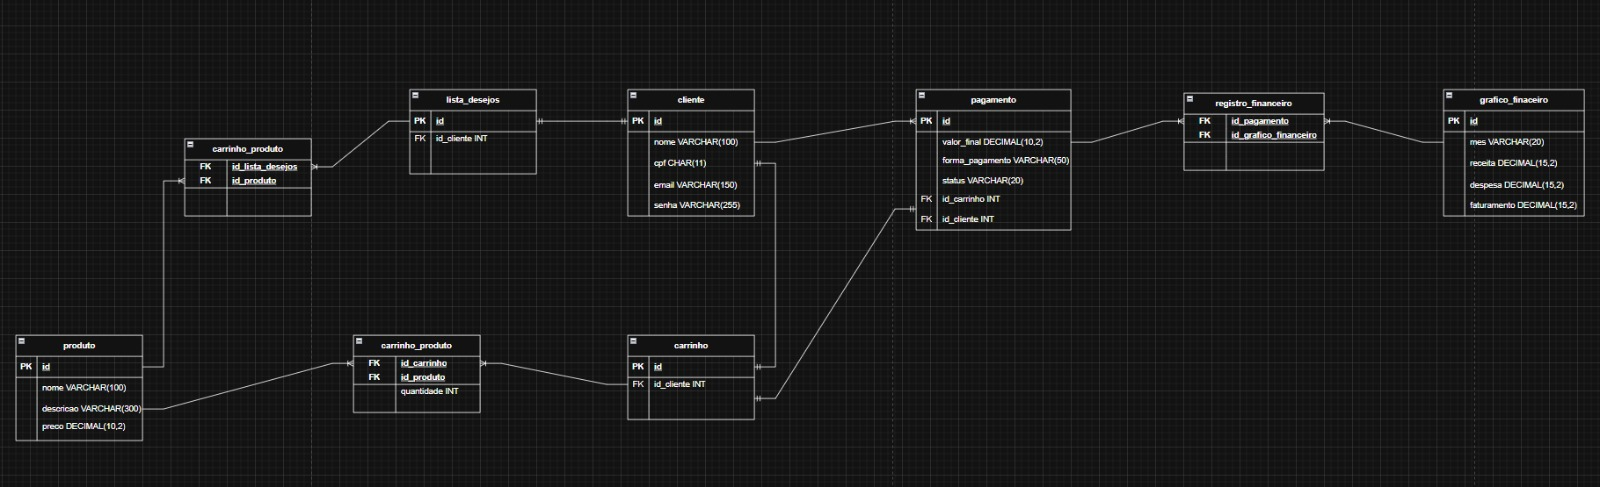 lista_desejos
PK id
FK id_cliente INT
cliente
PK id
nome VARCHAR(100)
cpf CHAR(11)
email VARCHAR(150)
senha VARCHAR(255)
pagamento
PK id
valor_final DECIMAL(10,2)
forma_pagamento VARCHAR(50)
status VARCHAR(20)
FK id_carrinho INT
FK id_cliente INT
registro_financeiro
FK id_pagamento
FK id_grafico_financeiro
grafico_finaceiro
PK id
mes VARCHAR(20)
receita DECIMAL(15,2)
despesa DECIMAL(15,2)
faturamento DECIMAL(15,2)
carrinho_produto
FK id_lista_desejos
FK id_produto
produto
PK id
nome VARCHAR(100)
descricao VARCHAR(300)
preco DECIMAL(10,2)
carrinho_produto
FK id_carrinho
FK id_produto
quantidade INT
carrinho
PK id
FK id_cliente INT